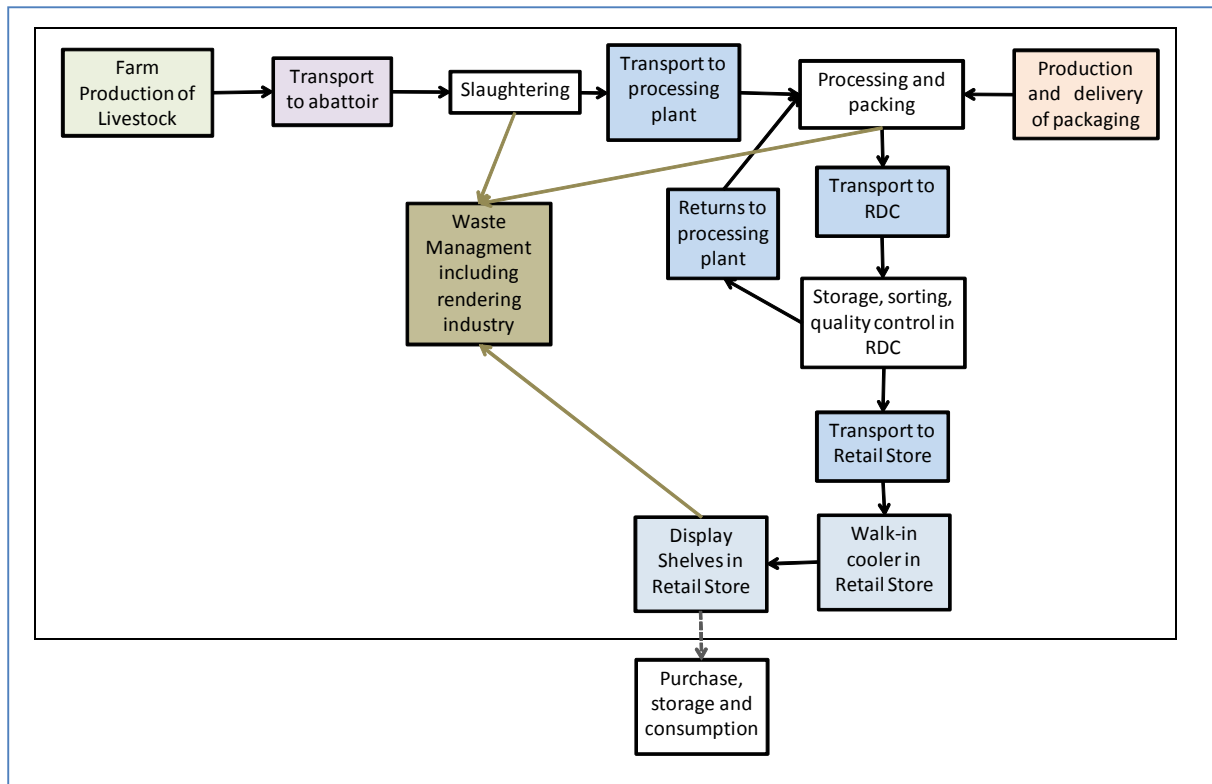 Farm
Production of
Livestock
Transport
to abattoir
Slaughtering
Transport to
processing
plant
Processing and
packing
Production
and delivery
of packaging
Waste
Managment
including
rendering
industry
Returns to
processing
plant
Transport to
RDC
Storage, sorting,
quality control in
RDC
Transport to
Retail Store
Display
Shelves in
Retail Store
Walk-in
cooler in
Retail Store
Purchase,
storage and
consumption